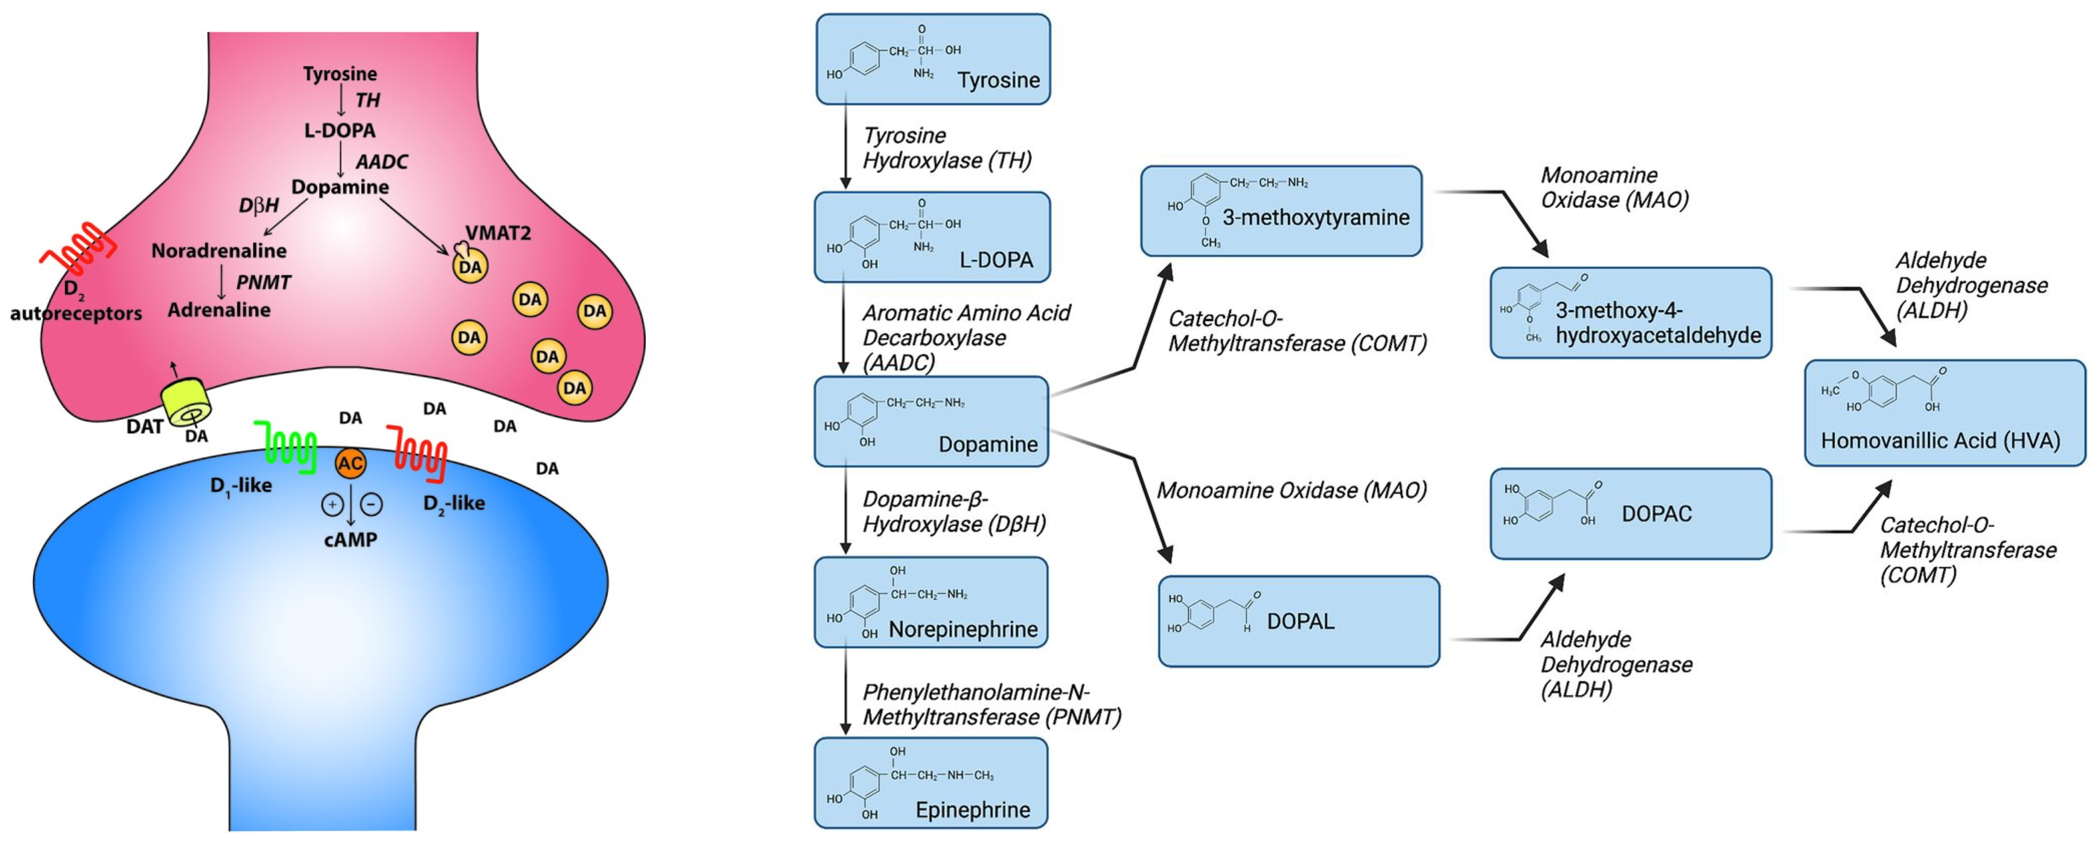 Tyrosine
TH
L-DOPA
AADC
Dopamine
DβH
Noradrenaline
PNMT
Adrenaline
VMAT2
DA
DA
DA
DA
DA
DA
D2
autoreceptors
DAT
DA
DA
DA
DA
DA
D1-like
AC
D2-like
+
−
cAMP
O
CH2 CH OH
HO NH2
Tyrosine
Tyrosine
Hydroxylase (TH)
O
CH2 CH OH
HO NH2
OH
L-DOPA
Aromatic Amino Acid
Decarboxylase
(AADC)
CH2 CH2 NH2
HO
OH
Dopamine
Dopamine-β-
Hydroxylase (DβH)
OH
CH CH2 NH2
HO
OH
Norepinephrine
Phenylethanolamine-N-
Methyltransferase (PNMT)
OH
CH CH2 NH CH3
HO
OH
Epinephrine
Catechol-O-
Methyltransferase (COMT)
CH2 CH2 NH2
HO
O
CH3
3-methoxytyramine
Monoamine
Oxidase (MAO)
O
HO
O
CH3
3-methoxy-4-
hydroxyacetaldehyde
Aldehyde
Dehydrogenase
(ALDH)
O
H3C
O
HO
OH
Homovanillic Acid (HVA)
Monoamine Oxidase (MAO)
HO
O
HO
H
DOPAL
Aldehyde
Dehydrogenase
(ALDH)
HO
O
HO
OH
DOPAC
Catechol-O-
Methyltransferase
(COMT)